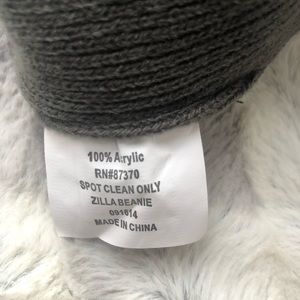 100% Acrylic
RN#87370
SPOT CLEAN ONLY
ZILLA BEANIE
091614
MADE IN CHINA